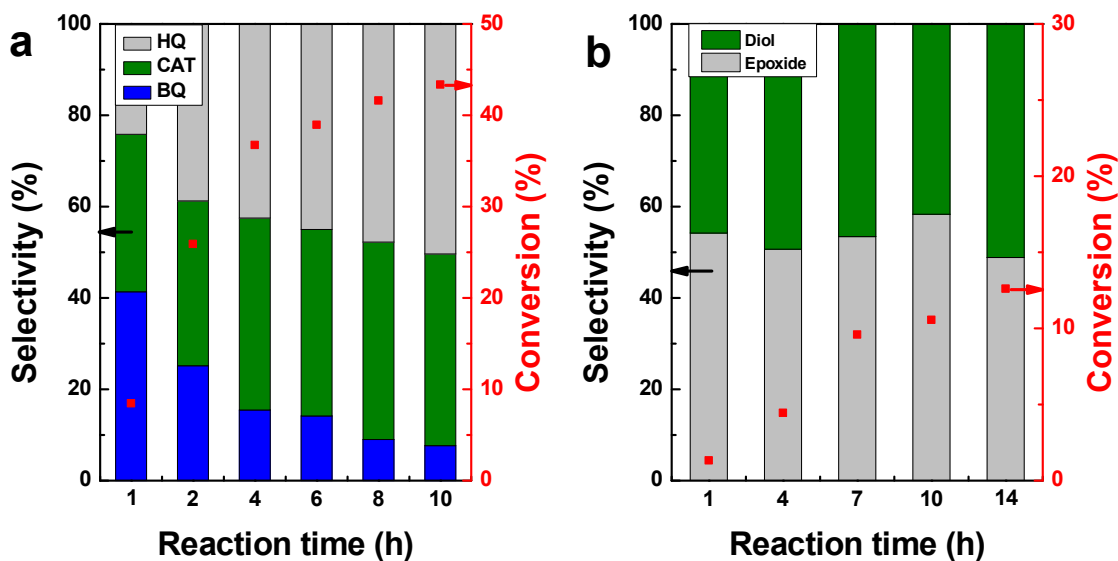 a
HQ
CAT
BQ
100
80
60
40
20
0
Selectivity (%)
50
40
30
20
10
0
Conversion (%)
1 2 4 6 8 10
Reaction time (h)
b
Diol
Epoxide
100
80
60
40
20
0
Selectivity (%)
30
20
10
0
Conversion (%)
1 4 7 10 14
Reaction time (h)